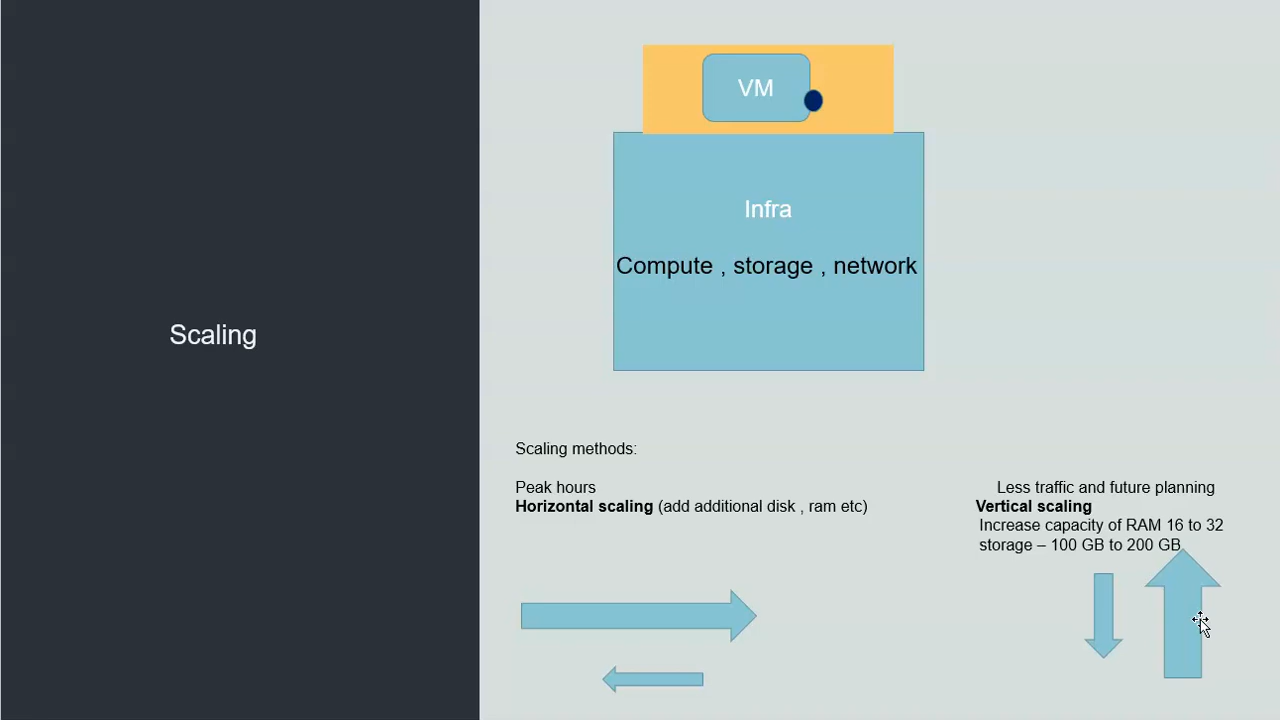 Scaling
VM
Infra
Compute , storage , network
Scaling methods:
Peak hours
Horizontal scaling (add additional disk , ram etc)
Less traffic and future planning
Vertical scaling
Increase capacity of RAM 16 to 32
storage – 100 GB to 200 GB